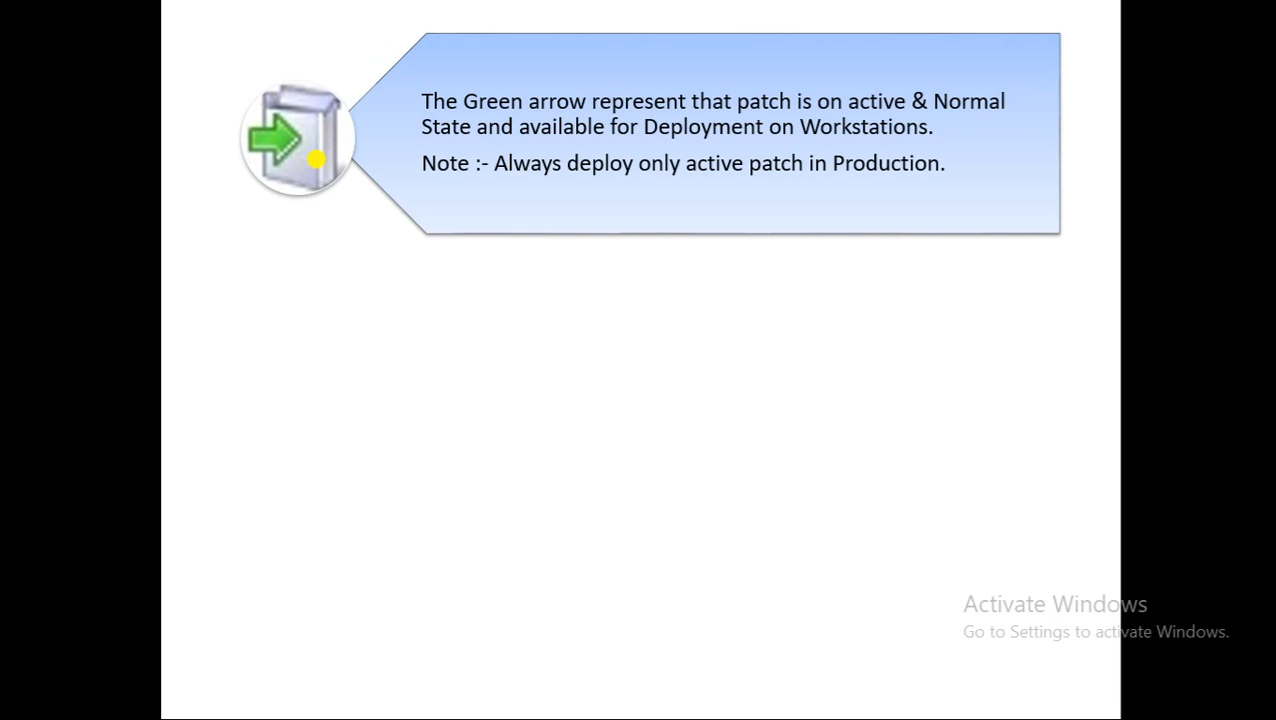 The Green arrow represent that patch is on active & Normal
State and available for Deployment on Workstations.
Note :- Always deploy only active patch in Production.
Activate Windows
Go to Settings to activate Windows.